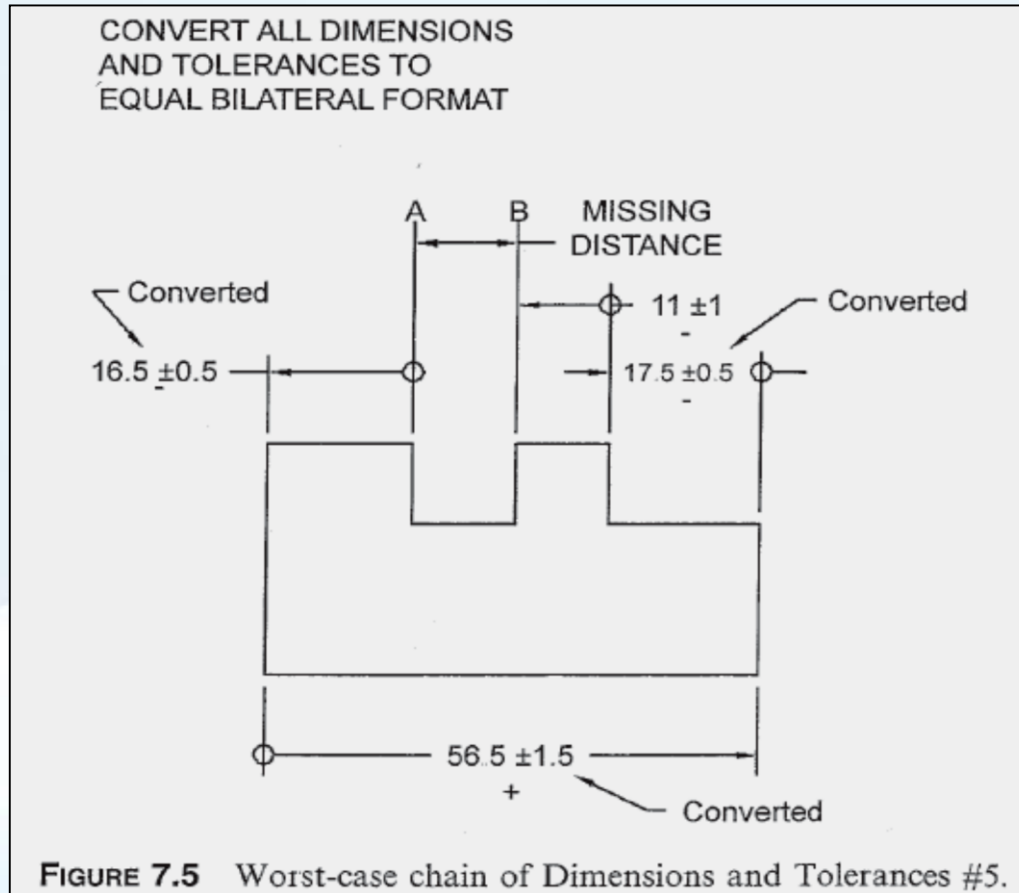 CONVERT ALL DIMENSIONS
AND TOLERANCES TO
EQUAL BILATERAL FORMAT
A B MISSING
DISTANCE
Converted
11 ±1
-
Converted
16.5 ±0.5
-
17.5 ±0.5
-
56.5 ±1.5
+
Converted
FIGURE 7.5 Worst-case chain of Dimensions and Tolerances #5.